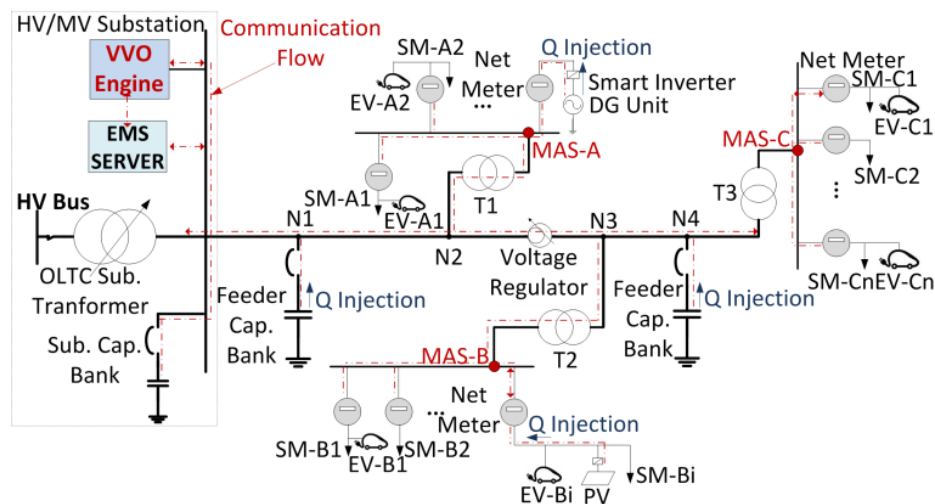 HV/MV Substation
VVO
Engine
EMS
SERVER
Communication
Flow
HV Bus
OLTC Sub.
Tranformer
Sub. Cap.
Bank
N1
Feeder
Cap.
Bank
Q Injection
SM-A2
EV-A2
Net
Meter
...
Q Injection
Smart Inverter
DG Unit
MAS-A
SM-A1
EV-A1
T1
N2
Voltage
Regulator
N3
N4
Feeder
Cap.
Bank
Q Injection
T2
MAS-B
...
Net
Meter
Q Injection
SM-B1
EV-B1
SM-B2
EV-Bi
PV
SM-Bi
T3
MAS-C
Net Meter
SM-C1
EV-C1
SM-C2
...
SM-Cn
EV-Cn